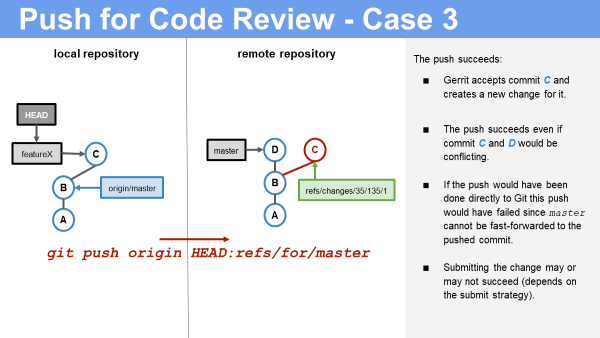 Push for Code Review - Case 3
local repository
remote repository
HEAD
featureX
C
B
origin/master
A
master
D
C
B
refs/changes/35/135/1
A
git push origin HEAD:refs/for/master
The push succeeds:
■ Gerrit accepts commit C and
creates a new change for it.
■ The push succeeds even if
commit C and D would be
conflicting.
■ If the push would have been
done directly to Git this push
would have failed since master
cannot be fast-forwarded to the
pushed commit.
■ Submitting the change may or
may not succeed (depends on
the submit strategy).